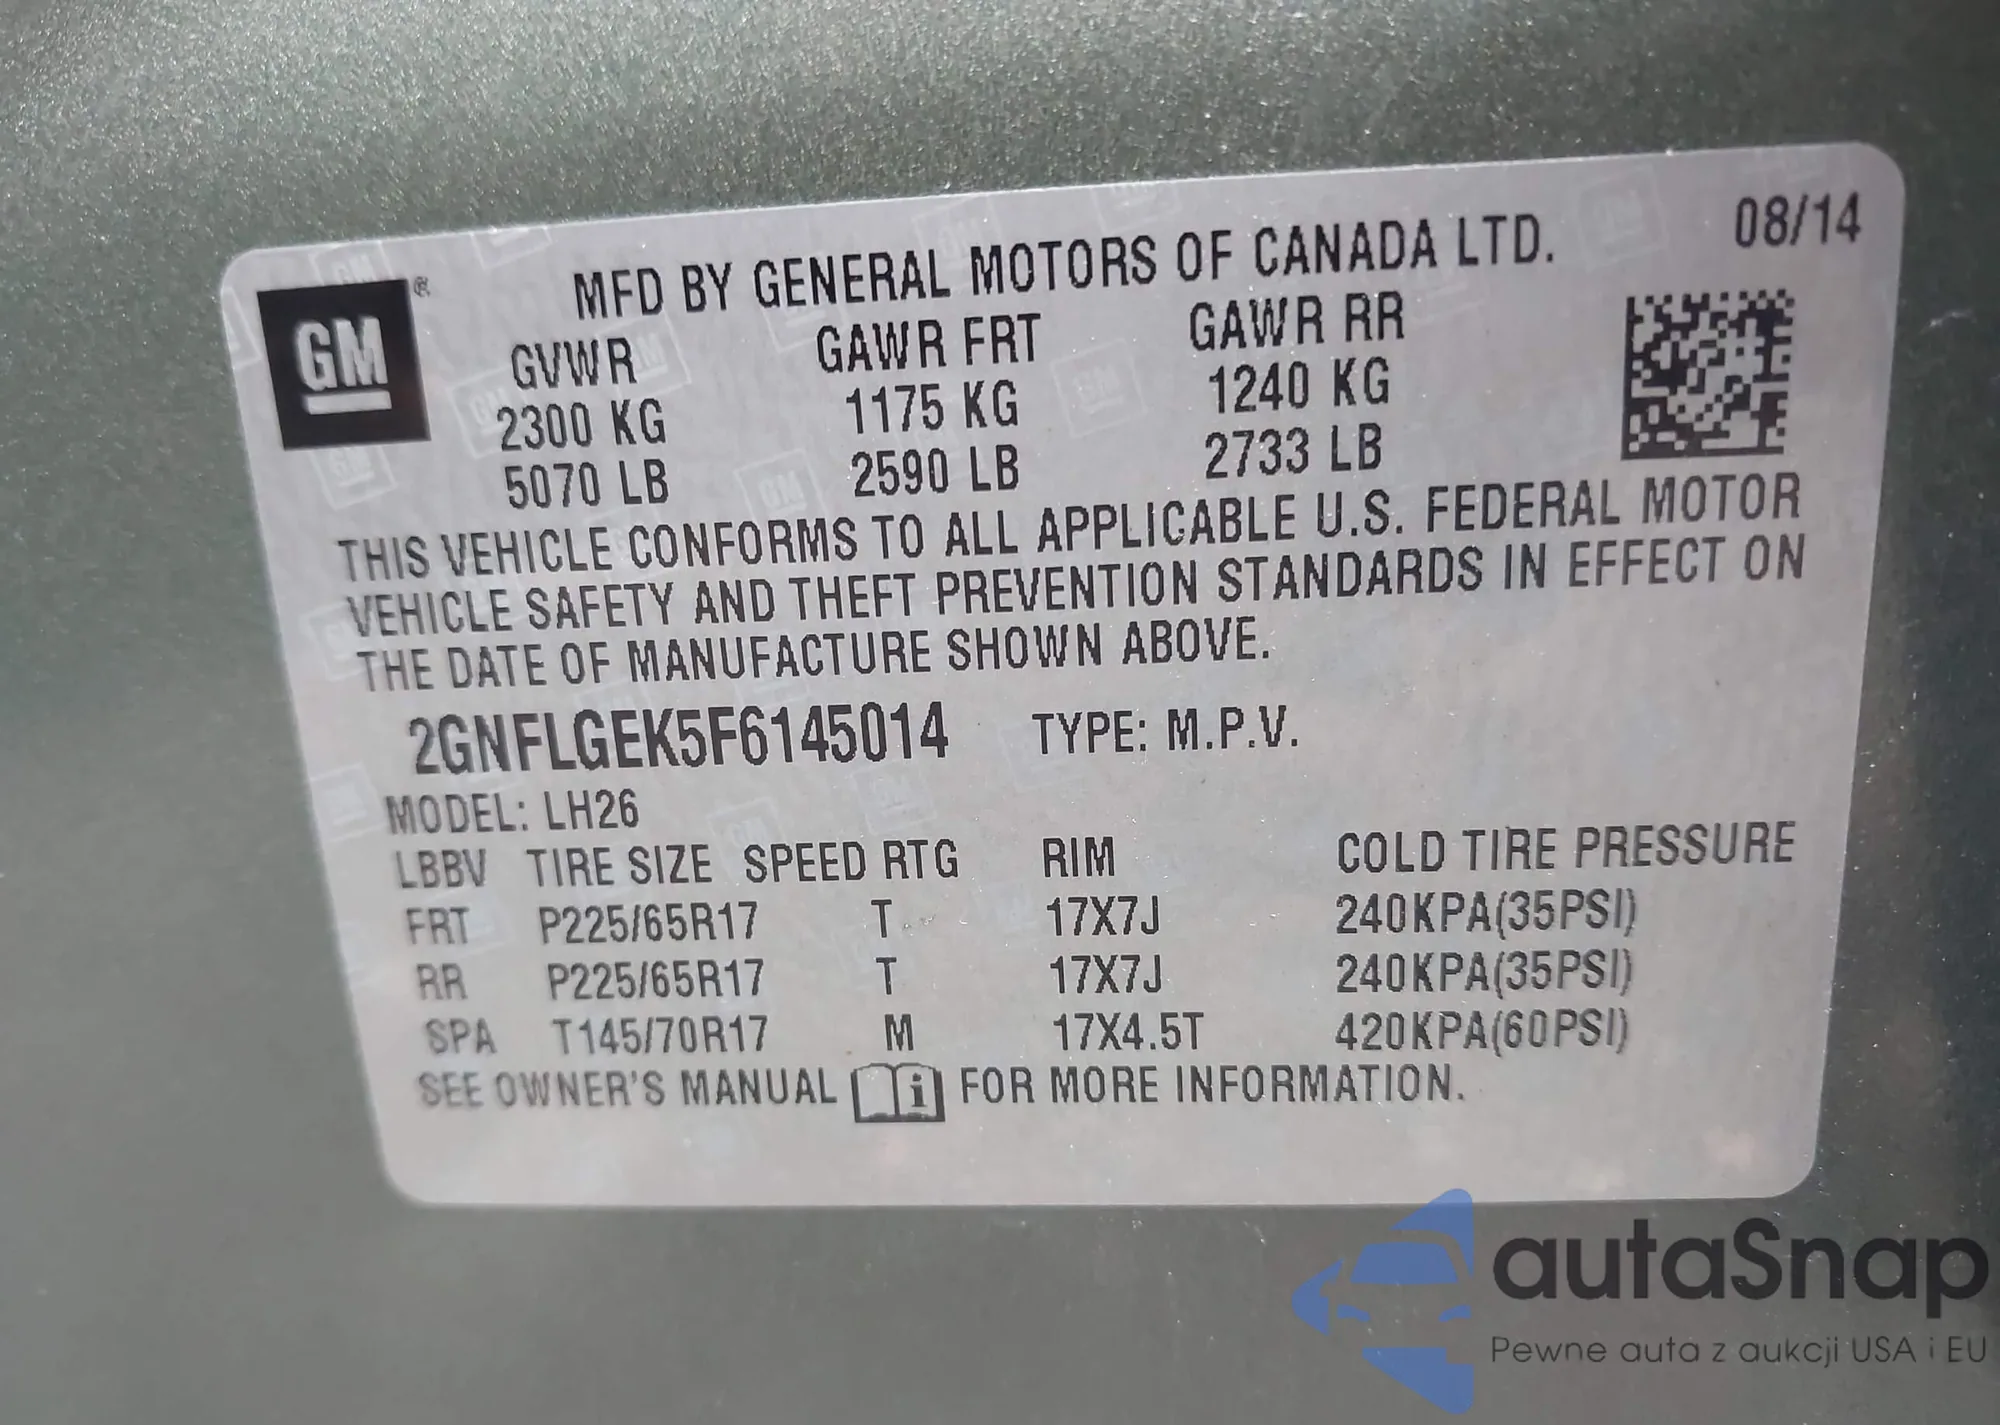 GM ®
MFD BY GENERAL MOTORS OF CANADA LTD. 08/14
GVWR GAWR FRT GAWR RR
2300 KG 1175 KG 1240 KG
5070 LB 2590 LB 2733 LB
THIS VEHICLE CONFORMS TO ALL APPLICABLE U.S. FEDERAL MOTOR
VEHICLE SAFETY AND THEFT PREVENTION STANDARDS IN EFFECT ON
THE DATE OF MANUFACTURE SHOWN ABOVE.
2GNFLGEK5F6145014 TYPE: M.P.V.
MODEL: LH26
LBBV TIRE SIZE SPEED RTG RIM COLD TIRE PRESSURE
FRT P225/65R17 T 17X7J 240KPA(35PSI)
RR P225/65R17 T 17X7J 240KPA(35PSI)
SPA T145/70R17 M 17X4.5T 420KPA(60PSI)
SEE OWNER'S MANUAL i FOR MORE INFORMATION.
autaSnap
Pewne auta z aukcji USA i EU